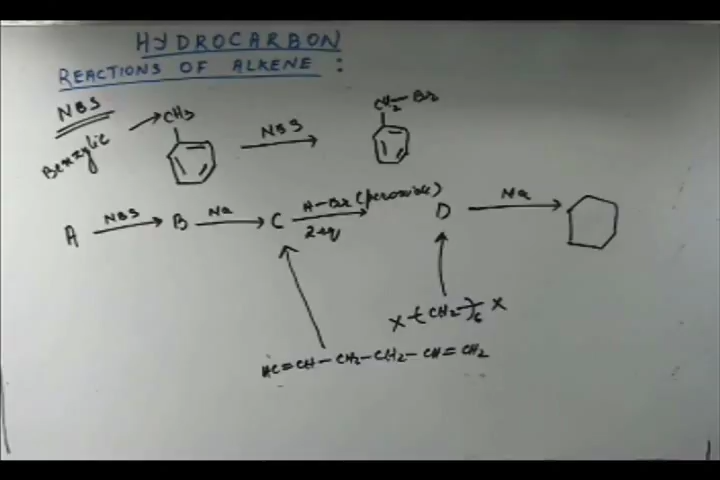 HYDROCARBON
REACTIONS OF ALKENE :
NBS
Benzylic
CH3
NBS
CH2-Br
A NBS B Na C H-Br (peroxide) D Na
2eq
X-(CH2-)6 X
HC=CH-CH2-CH2-CH=CH2